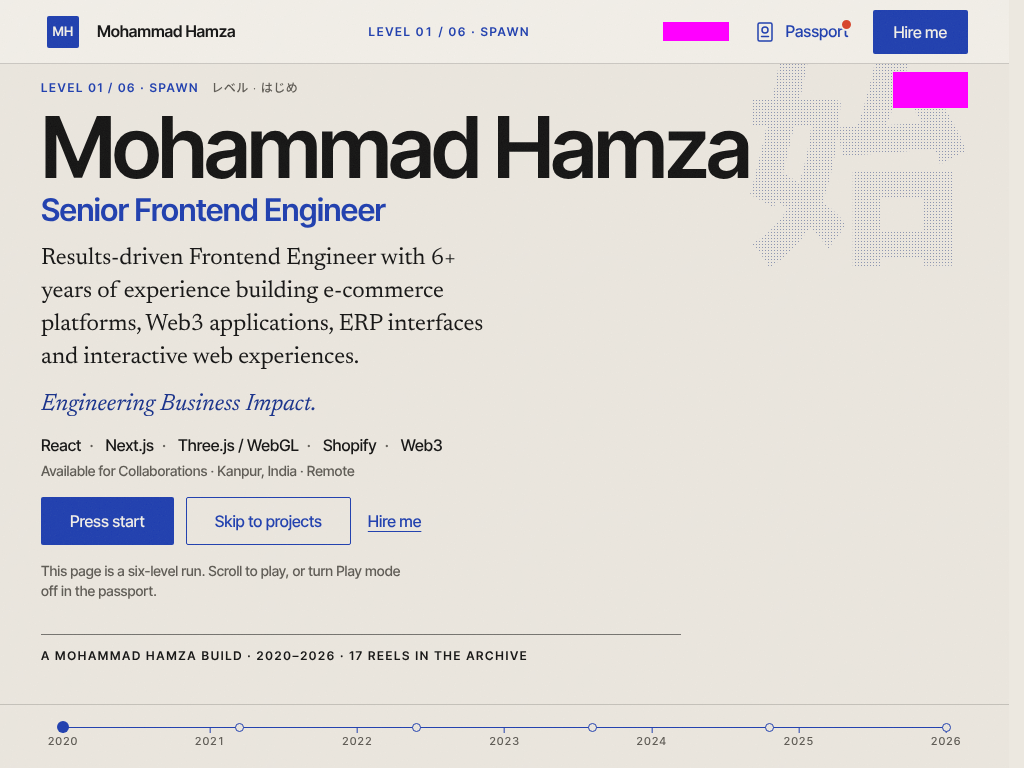 MH Mohammad Hamza LEVEL 01 / 06 · SPAWN Passport Hire me
LEVEL 01 / 06 · SPAWN レベル · はじめ
始
Mohammad Hamza
Senior Frontend Engineer
Results-driven Frontend Engineer with 6+
years of experience building e-commerce
platforms, Web3 applications, ERP interfaces
and interactive web experiences.
Engineering Business Impact.
React · Next.js · Three.js / WebGL · Shopify · Web3
Available for Collaborations · Kanpur, India · Remote
Press start Skip to projects Hire me
This page is a six-level run. Scroll to play, or turn Play mode
off in the passport.
A MOHAMMAD HAMZA BUILD · 2020–2026 · 17 REELS IN THE ARCHIVE
2020 2021 2022 2023 2024 2025 2026